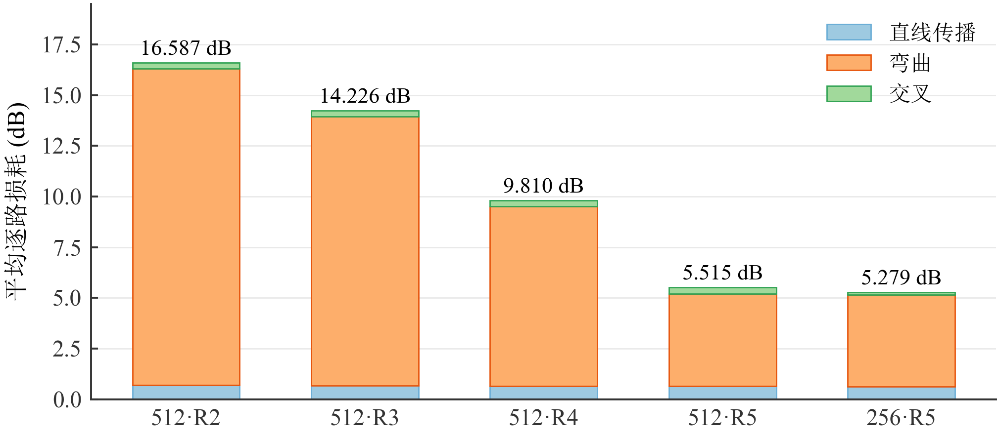 平均逐路损耗 (dB)
17.5
15.0
12.5
10.0
7.5
5.0
2.5
0.0
16.587 dB
14.226 dB
9.810 dB
5.515 dB
5.279 dB
直线传播
弯曲
交叉
512·R2
512·R3
512·R4
512·R5
256·R5